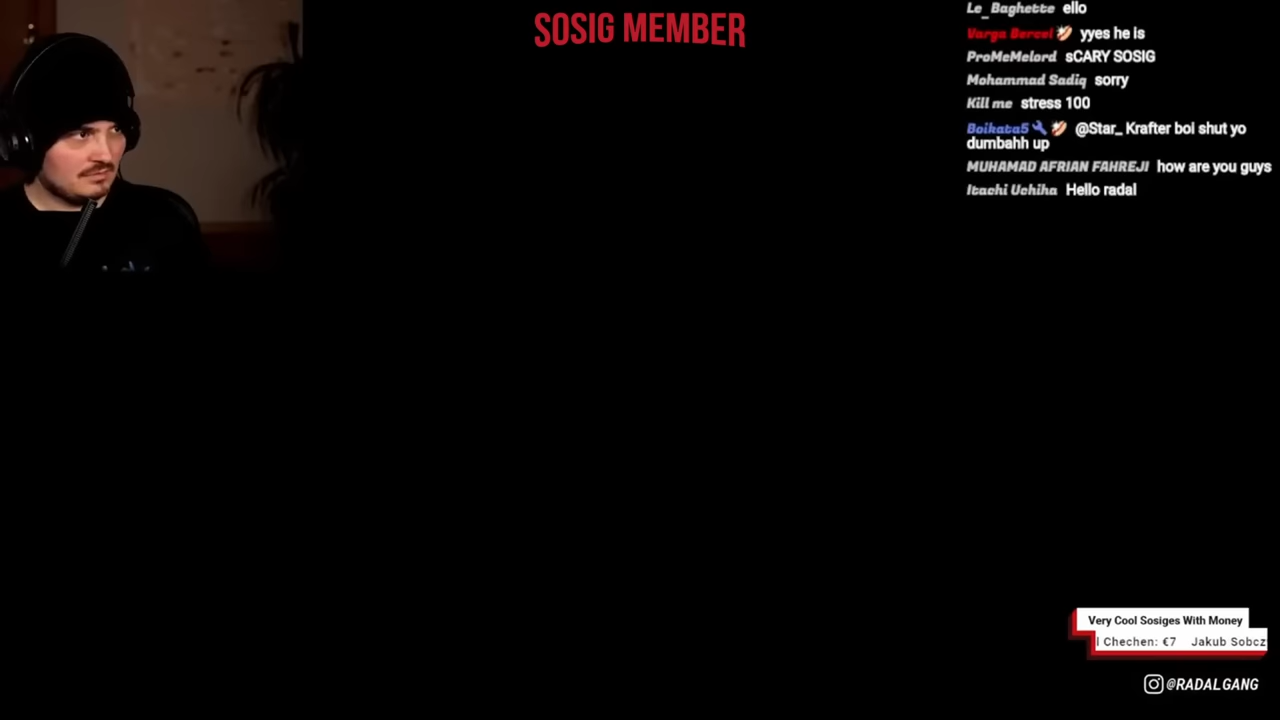 SOSIG MEMBER
Le_Baghette ello
Varga Bercel yyes he is
ProMeMelord sCARY SOSIG
Mohammad Sadiq sorry
Kill me stress 100
Boikata5 @Star_ Krafter boi shut yo
dumbahh up
MUHAMAD AFRIAN FAHREJI how are you guys
Itachi Uchiha Hello radal
Very Cool Sosiges With Money
l Chechen: €7 Jakub Sobcz
@RADALGANG